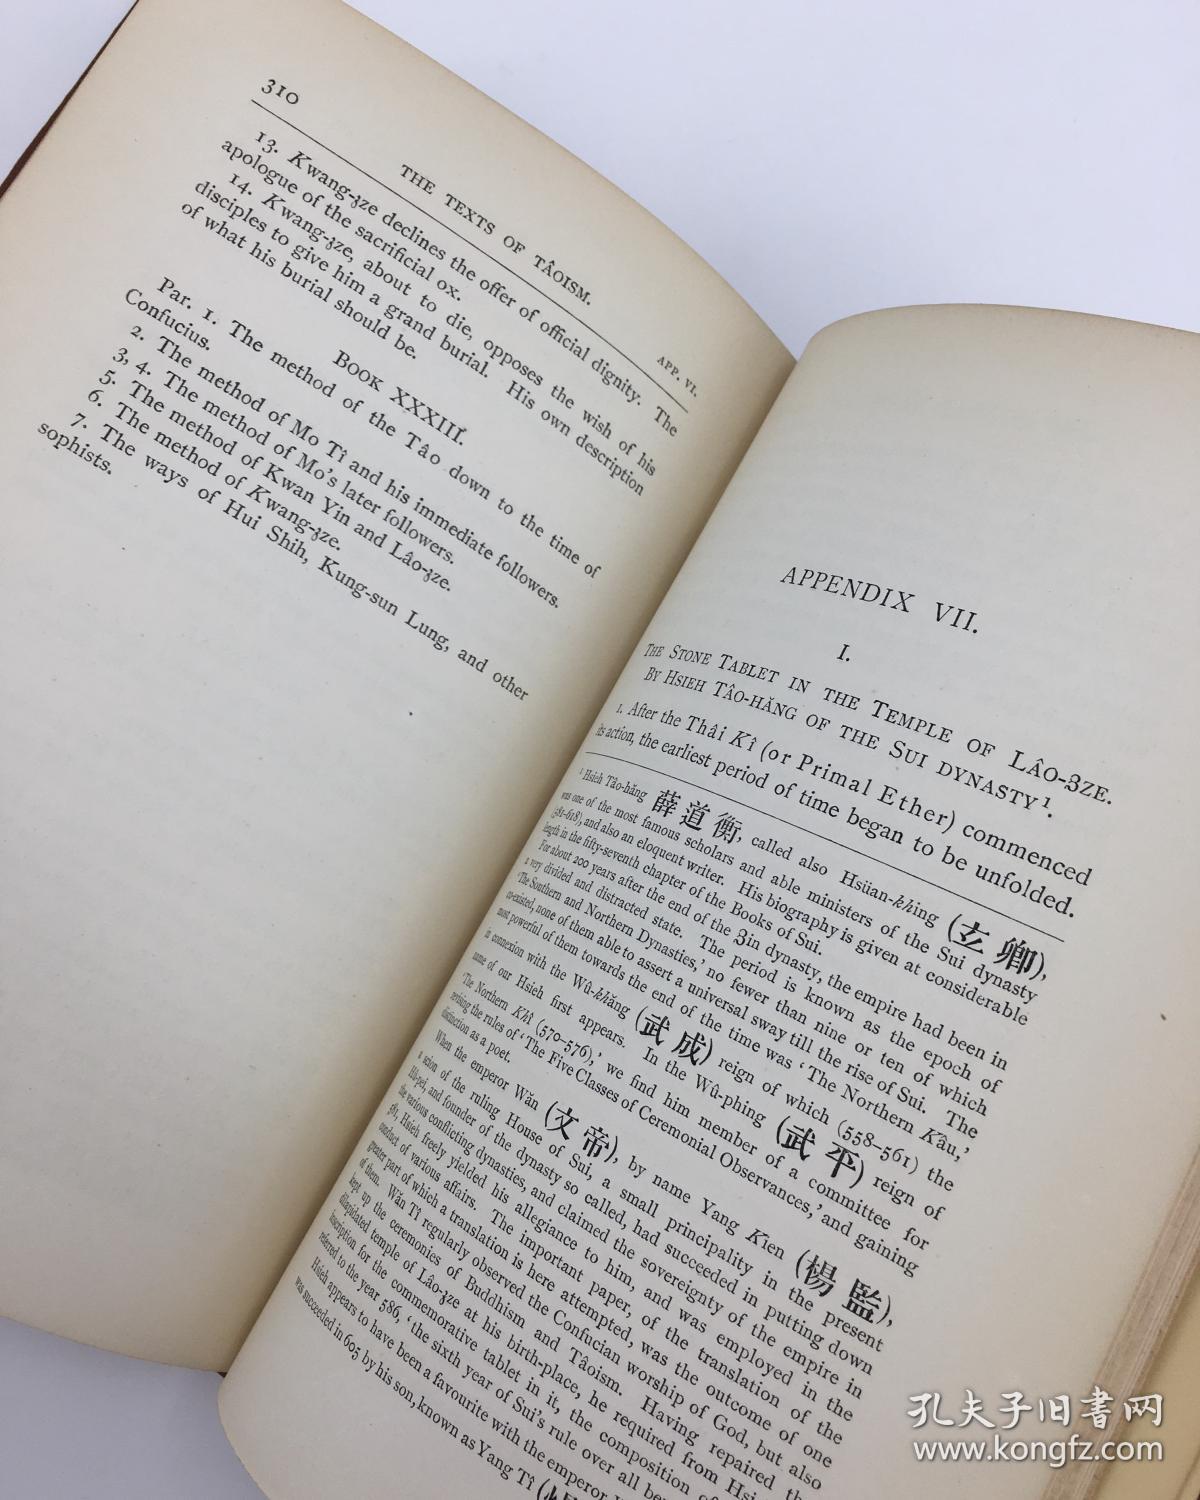 310
THE TEXTS OF TÂOISM.
APP. VI.
13. Kwang-ȝze declines the offer of official dignity. The
apologue of the sacrificial ox.
14. Kwang-ȝze, about to die, opposes the wish of his
disciples to give him a grand burial. His own description
of what his burial should be.
BOOK XXXIII.
Par. 1. The method of the Tâo down to the time of
Confucius.
2. The method of Mo Tî and his immediate followers.
3, 4. The method of Mo's later followers.
5. The method of Kwan Yin and Lâo-ȝze.
6. The method of Kwang-ȝze.
7. The ways of Hui Shih, Kung-sun Lung, and other
sophists.
APPENDIX VII.
I.
THE STONE TABLET IN THE TEMPLE OF LÂO-ȜZE.
BY HSIEH TÂO-HĂNG OF THE SUI DYNASTY¹.
1. After the Thâi Kî (or Primal Ether) commenced
its action, the earliest period of time began to be unfolded.
¹ Hsieh Tâo-hăng 薛道衡, called also Hsüan-khing (玄卿),
was one of the most famous scholars and able ministers of the Sui dynasty
(581-618), and also an eloquent writer. His biography is given at considerable
length in the fifty-seventh chapter of the Books of Sui.
For about 200 years after the end of the Ȝin dynasty, the empire had been in
a very divided and distracted state. The period is known as the epoch of
'The Southern and Northern Dynasties,' no fewer than nine or ten of which
co-existed, none of them able to assert a universal sway till the rise of Sui. The
most powerful of them towards the end of the time was 'The Northern Kâu,'
in connexion with the Wû-khăng (武成) reign of which (558-561) the
name of our Hsieh first appears. In the Wû-phing (武平) reign of
'The Northern Khî (570-576),' we find him member of a committee for
revising the rules of 'The Five Classes of Ceremonial Observances,' and gaining
distinction as a poet.
When the emperor Wăn (文帝), by name Yang Kien (楊監),
a scion of the ruling House of Sui, a small principality in the present
Hû-pei, and founder of the dynasty so called, had succeeded in putting down
the various conflicting dynasties, and claimed the sovereignty of the empire in
581, Hsieh freely yielded his allegiance to him, and was employed in the
conduct of various affairs. The important paper, of the translation of the
greater part of which a translation is here attempted, was the outcome of one
of them. Wăn Tî regularly observed the Confucian worship of God, but also
kept up the ceremonies of Buddhism and Tâoism. Having repaired the
dilapidated temple of Lâo-ȝze at his birth-place, he required from Hsi
inscription for the commemorative tablet in it, the composition of
referred to the year 586, 'the sixth year of Sui's rule over all
Hsieh appears to have been a favourite with the emperor
was succeeded in 605 by his son, known as Yang Tî
孔夫子旧书网
www.kongfz.com